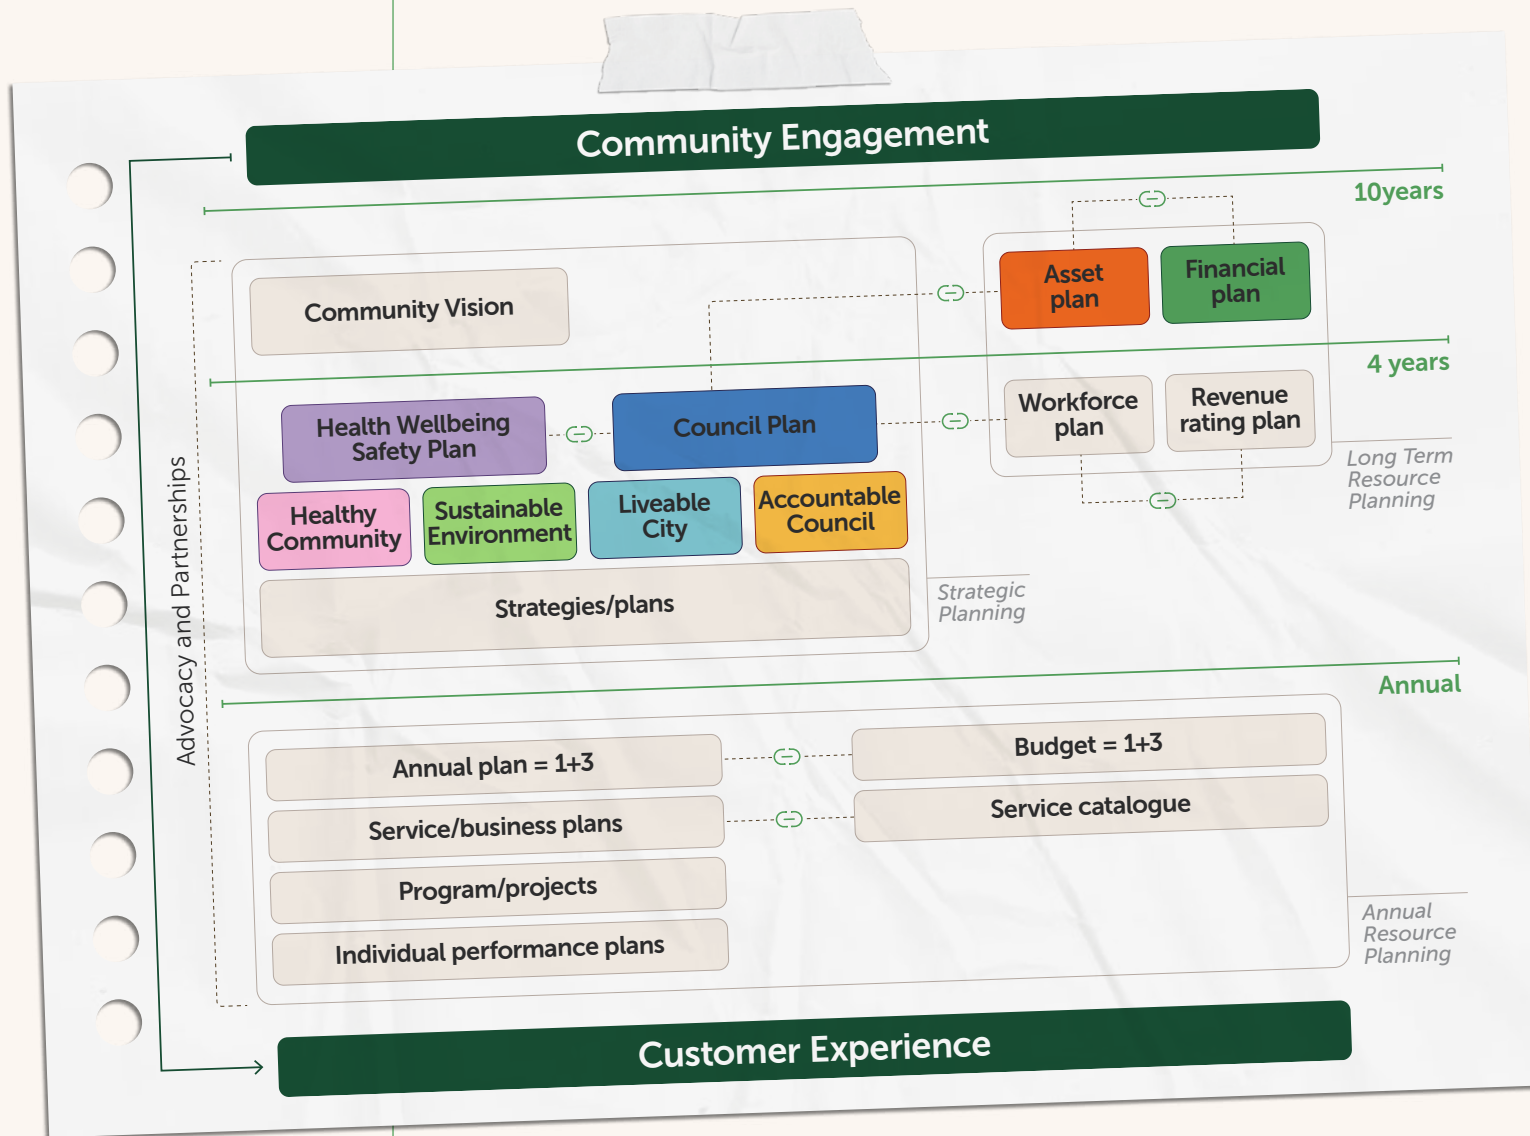 Community Engagement
10years
Community Vision
Asset
plan
Financial
plan
4 years
Health Wellbeing
Safety Plan
Council Plan
Workforce
plan
Revenue
rating plan
Long Term
Resource
Planning
Healthy
Community
Sustainable
Environment
Liveable
City
Accountable
Council
Strategies/plans
Strategic
Planning
Advocacy and Partnerships
Annual
Annual plan = 1+3
Budget = 1+3
Service/business plans
Service catalogue
Program/projects
Individual performance plans
Annual
Resource
Planning
Customer Experience